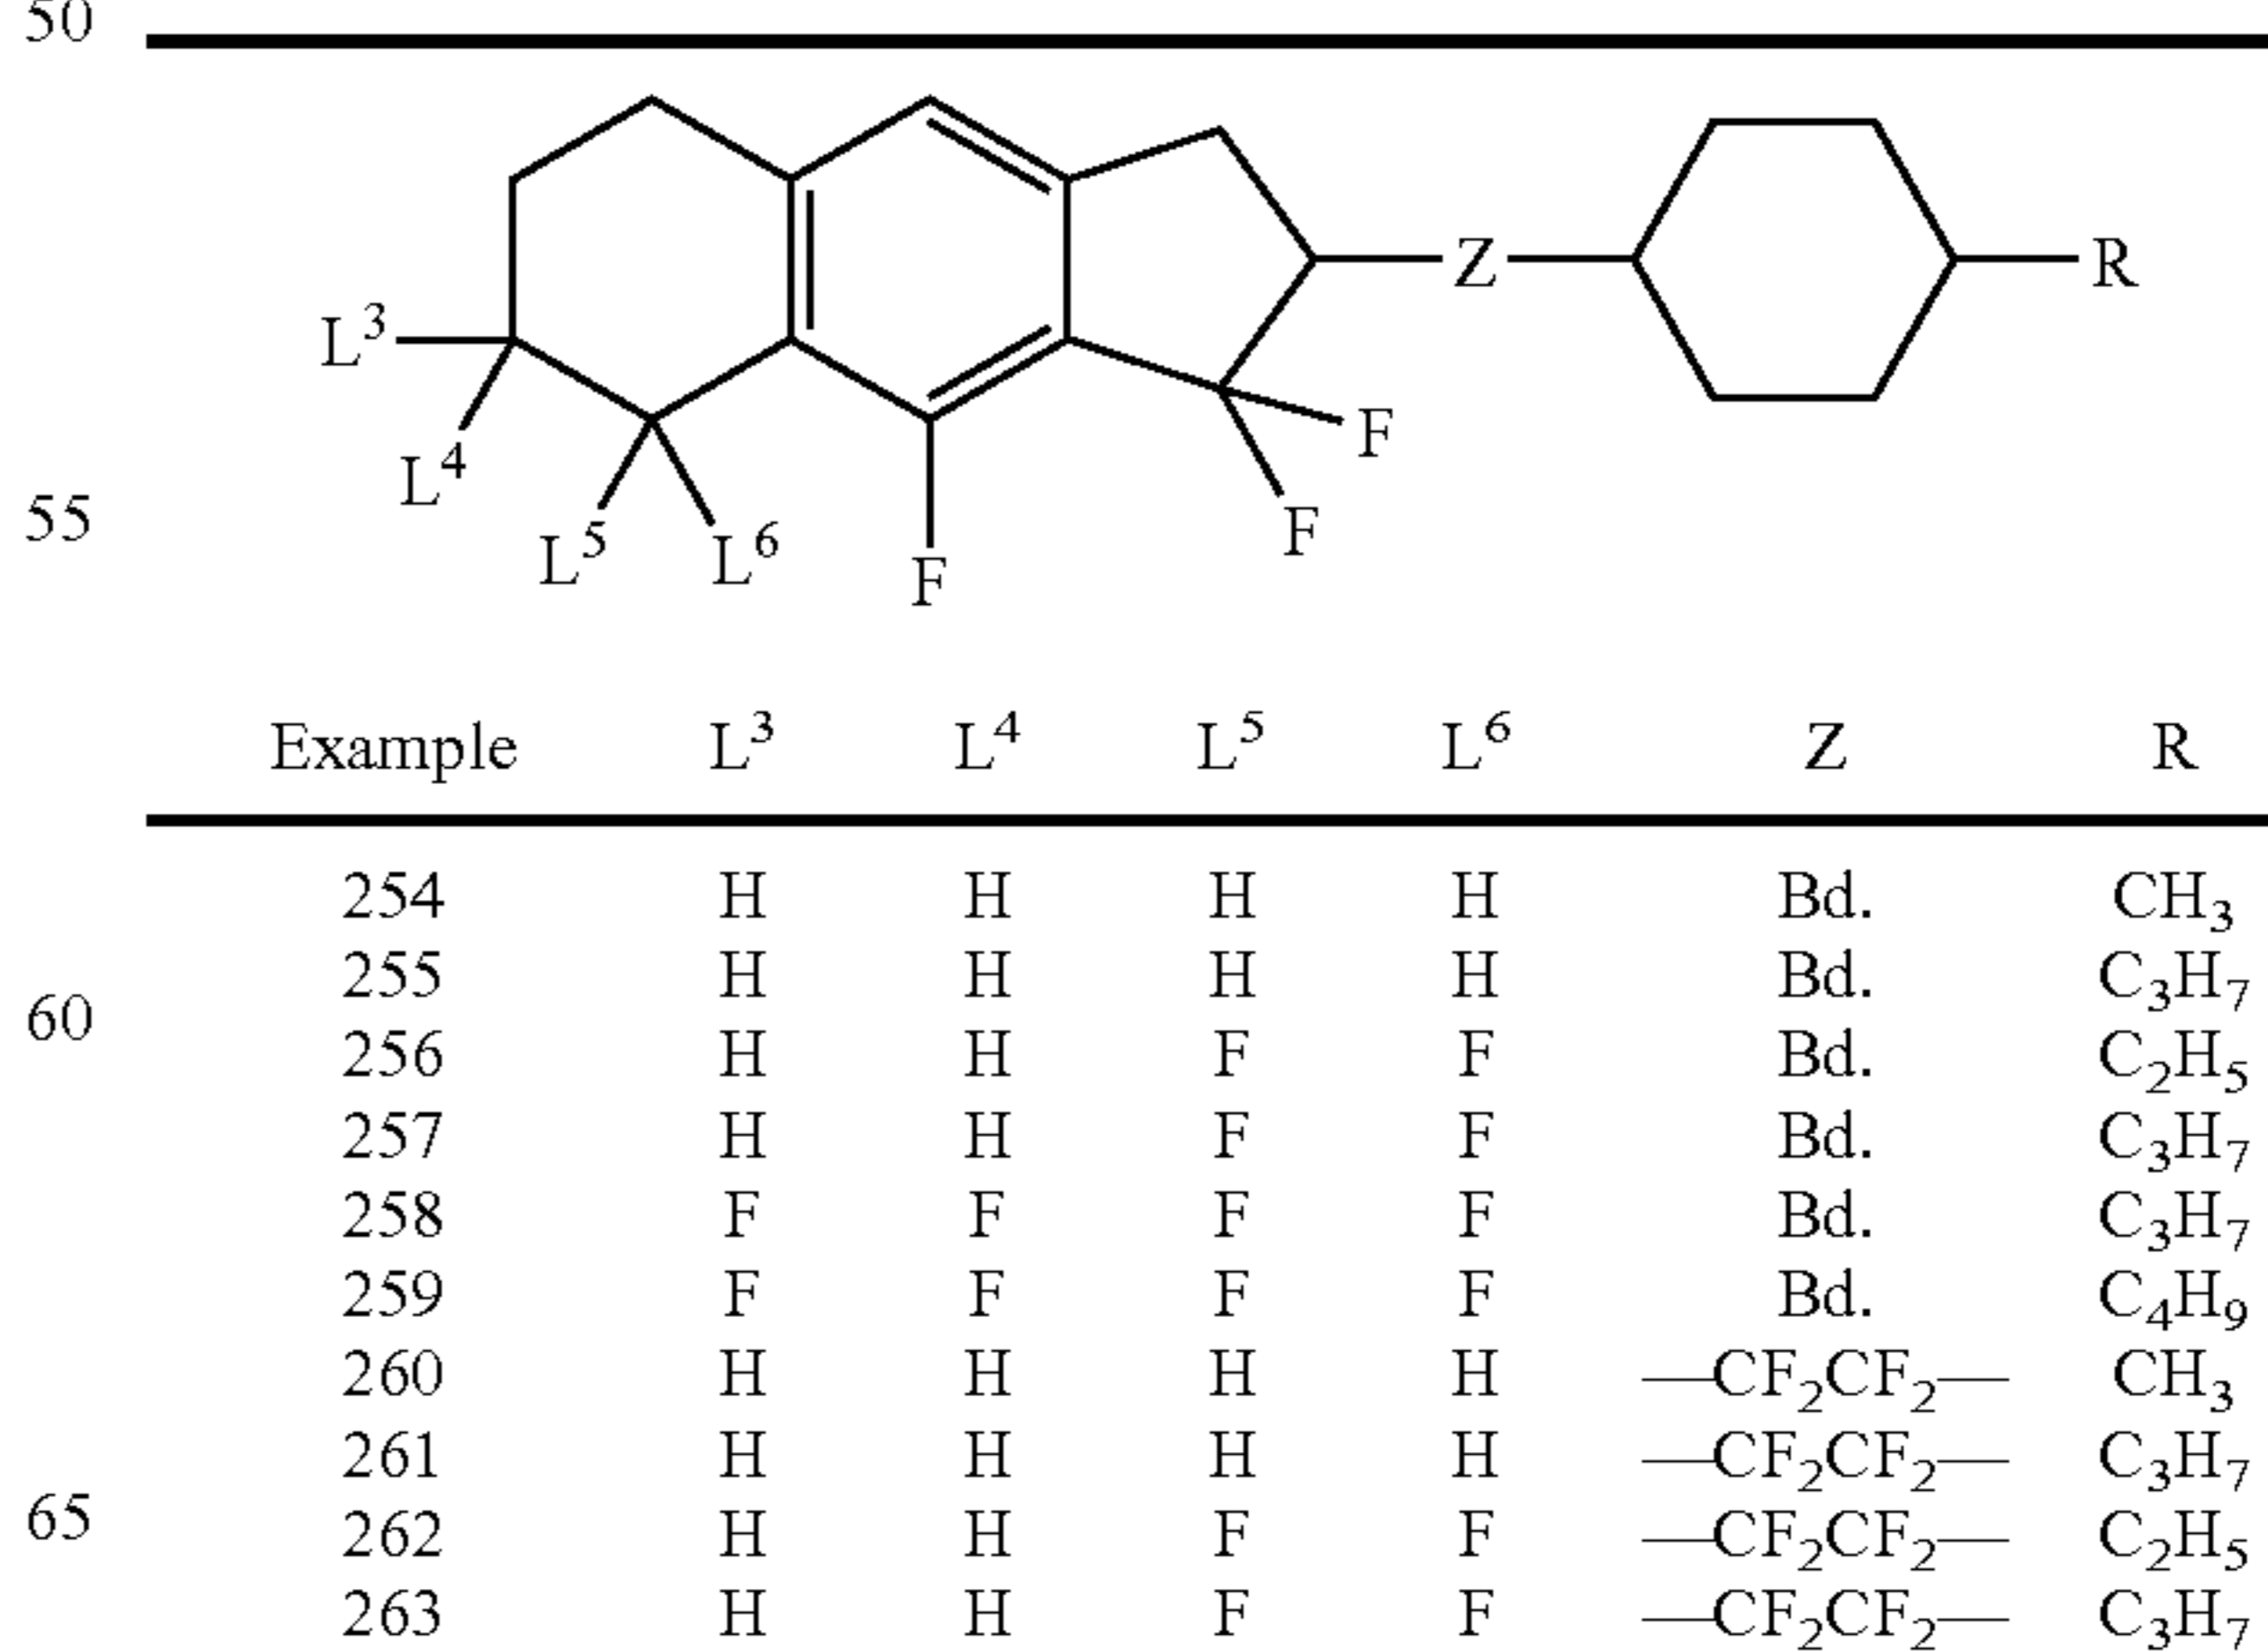 50
Z R
L³
F
L⁴
55
F
L⁵ L⁶
F
Example L³ L⁴ L⁵ L⁶ Z R
254 H H H H Bd. CH₃
255 H H H H Bd. C₃H₇
60
256 H H F F Bd. C₂H₅
257 H H F F Bd. C₃H₇
258 F F F F Bd. C₃H₇
259 F F F F Bd. C₄H₉
260 H H H H —CF₂CF₂— CH₃
261 H H H H —CF₂CF₂— C₃H₇
65
262 H H F F —CF₂CF₂— C₂H₅
263 H H F F —CF₂CF₂— C₃H₇